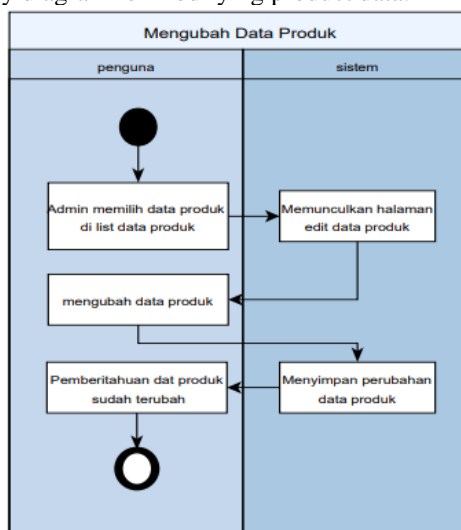 Mengubah Data Produk
penguna
sistem
Admin memilih data produk
di list data produk
Memunculkan halaman
edit data produk
mengubah data produk
Menyimpan perubahan
data produk
Pemberitahuan dat produk
sudah terubah